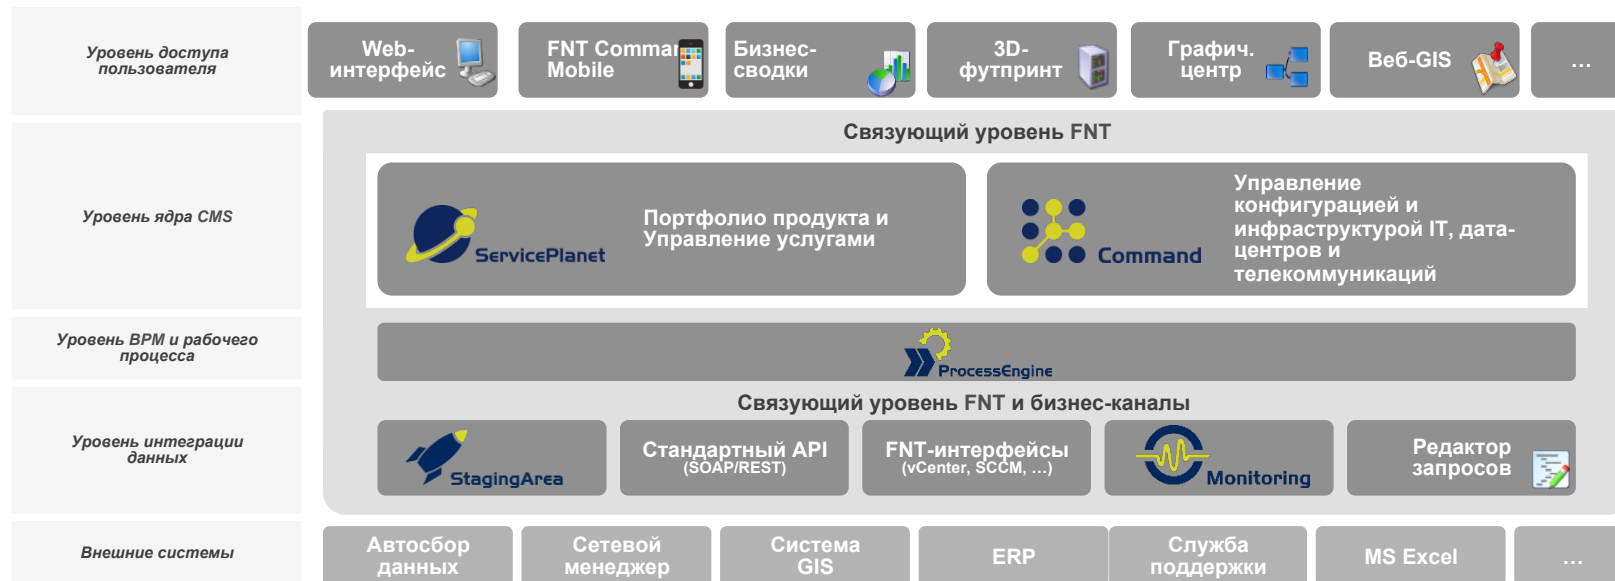 Уровень доступа
пользователя
Web-
интерфейс
FNT Comman
Mobile
Бизнес-
сводки
3D-
футпринт
Графич.
центр
Веб-GIS
...
Связующий уровень FNT
Уровень ядра CMS
ServicePlanet
Портфолио продукта и
Управление услугами
Command
Управление
конфигурацией и
инфраструктурой IT, дата-
центров и
телекоммуникаций
Уровень BPM и рабочего
процесса
ProcessEngine
Связующий уровень FNT и бизнес-каналы
Уровень интеграции
данных
StagingArea
Стандартный API
(SOAP/REST)
FNT-интерфейсы
(vCenter, SCCM, ...)
Monitoring
Редактор
запросов
Внешние системы
Автосбор
данных
Сетевой
менеджер
Система
GIS
ERP
Служба
поддержки
MS Excel
...